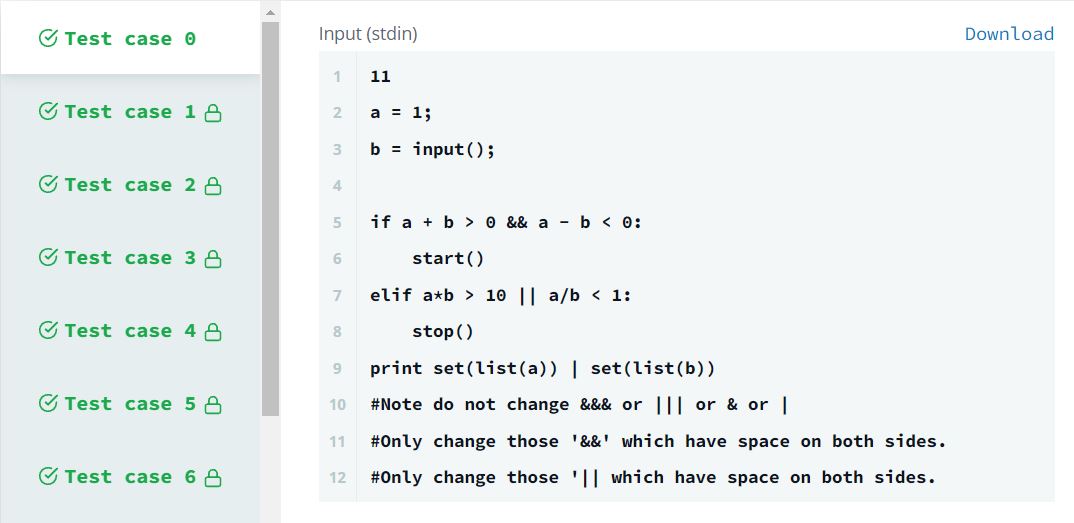 Test case 0
Test case 1
Test case 2
Test case 3
Test case 4
Test case 5
Test case 6
Input (stdin)
Download
1 11
2 a = 1;
3 b = input();
4
5 if a + b > 0 && a - b < 0:
6     start()
7 elif a*b > 10 || a/b < 1:
8     stop()
9 print set(list(a)) | set(list(b))
10 #Note do not change &&& or ||| or & or |
11 #Only change those '&&' which have space on both sides.
12 #Only change those '|| which have space on both sides.